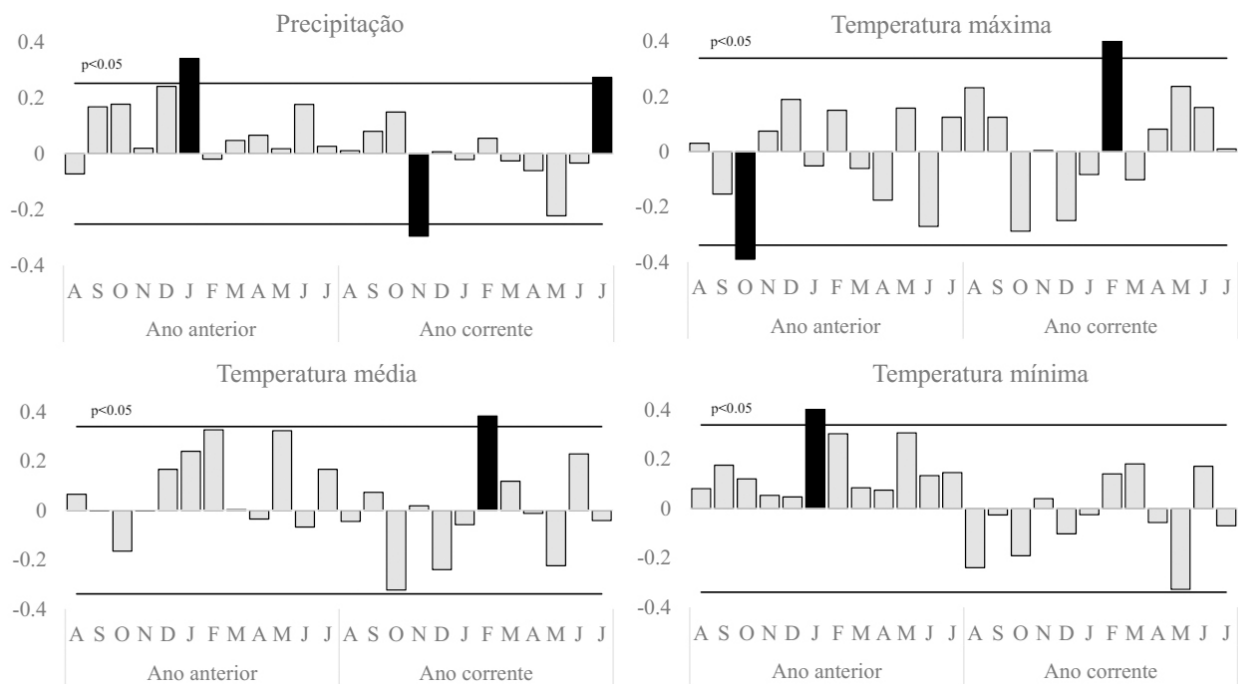 Precipitação
0.4
p<0.05
0.2
0
-0.2
-0.4
A S O N D J F M A M J J A S O N D J F M A M J J
Ano anterior Ano corrente
Temperatura máxima
0.4
0.2
0
-0.2
-0.4
A S O N D J F M A M J J A S O N D J F M A M J J
Ano anterior Ano corrente
Temperatura média
0.4
p<0.05
0.2
0
-0.2
-0.4
A S O N D J F M A M J J A S O N D J F M A M J J
Ano anterior Ano corrente
Temperatura mínima
0.4
p<0.05
0.2
0
-0.2
-0.4
A S O N D J F M A M J J A S O N D J F M A M J J
Ano anterior Ano corrente